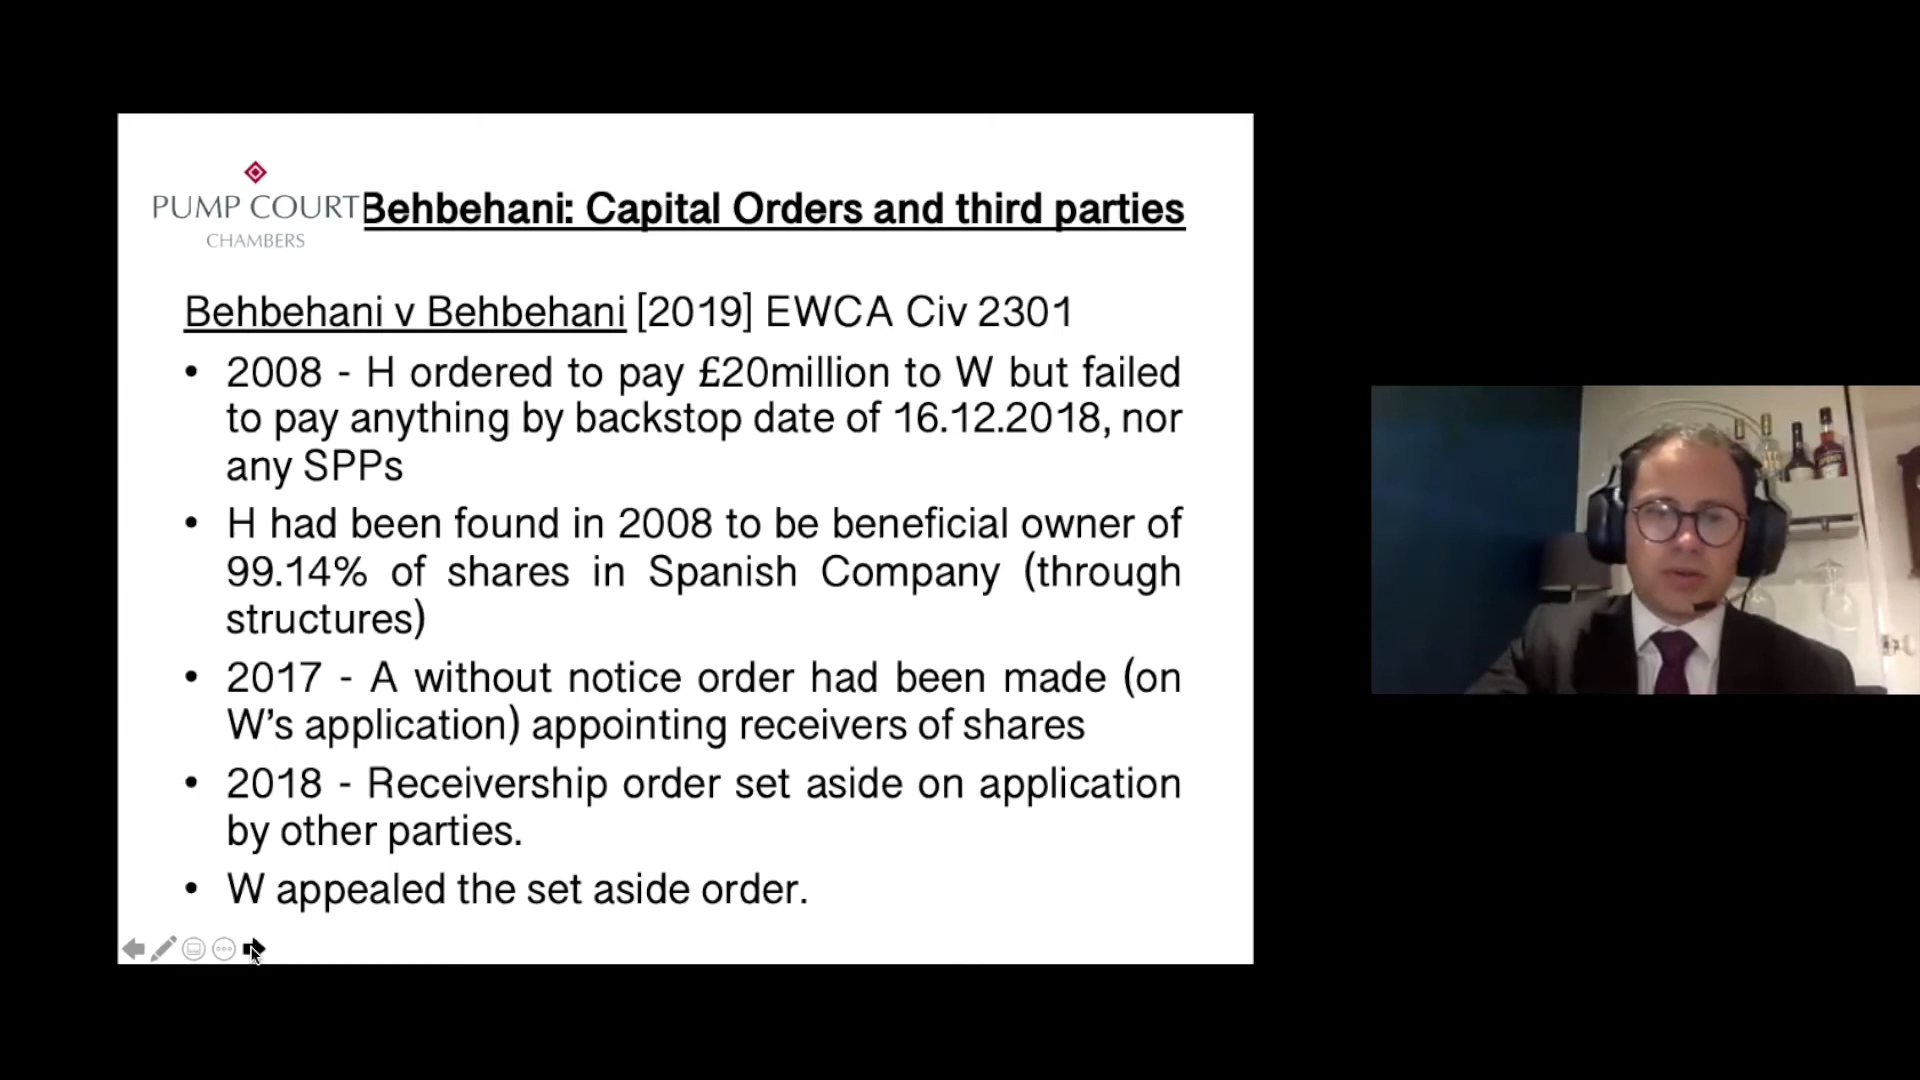 PUMP COURT
CHAMBERS
Behbehani: Capital Orders and third parties
Behbehani v Behbehani [2019] EWCA Civ 2301
• 2008 - H ordered to pay £20million to W but failed
to pay anything by backstop date of 16.12.2018, nor
any SPPs
• H had been found in 2008 to be beneficial owner of
99.14% of shares in Spanish Company (through
structures)
• 2017 - A without notice order had been made (on
W’s application) appointing receivers of shares
• 2018 - Receivership order set aside on application
by other parties.
• W appealed the set aside order.